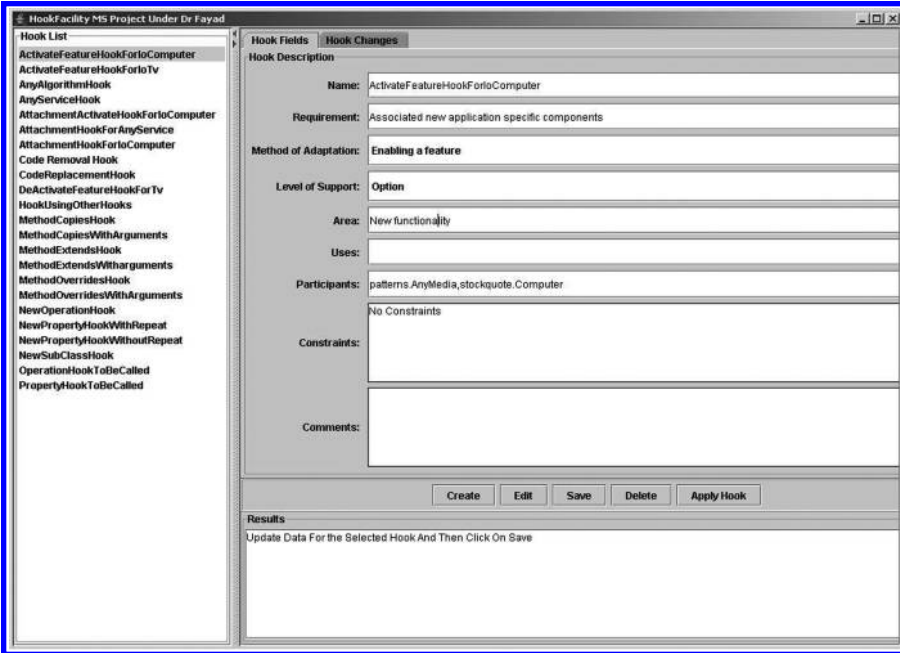 HookFacility MS Project Under Dr Fayad
Hook List
ActivateFeatureHookForIoComputer
ActivateFeatureHookForIoTv
AnyAlgorithmHook
AnyServiceHook
AttachmentActivateHookForIoComputer
AttachmentHookForAnyService
AttachmentHookForIoComputer
Code Removal Hook
CodeReplacementHook
DeActivateFeatureHookForTv
HookUsingOtherHooks
MethodCopiesHook
MethodCopiesWithArguments
MethodExtendsHook
MethodExtendsWitharguments
MethodOverridesHook
MethodOverridesWithArguments
NewOperationHook
NewPropertyHookWithRepeat
NewPropertyHookWithoutRepeat
NewSubClassHook
OperationHookToBeCalled
PropertyHookToBeCalled
Hook Fields Hook Changes
Hook Description
Name: ActivateFeatureHookForIoComputer
Requirement: Associated new application specific components
Method of Adaptation: Enabling a feature
Level of Support: Option
Area: New functionality
Uses:
Participants: patterns.AnyMedia,stockquote.Computer
Constraints: No Constraints
Comments:
Create Edit Save Delete Apply Hook
Results
Update Data For the Selected Hook And Then Click On Save